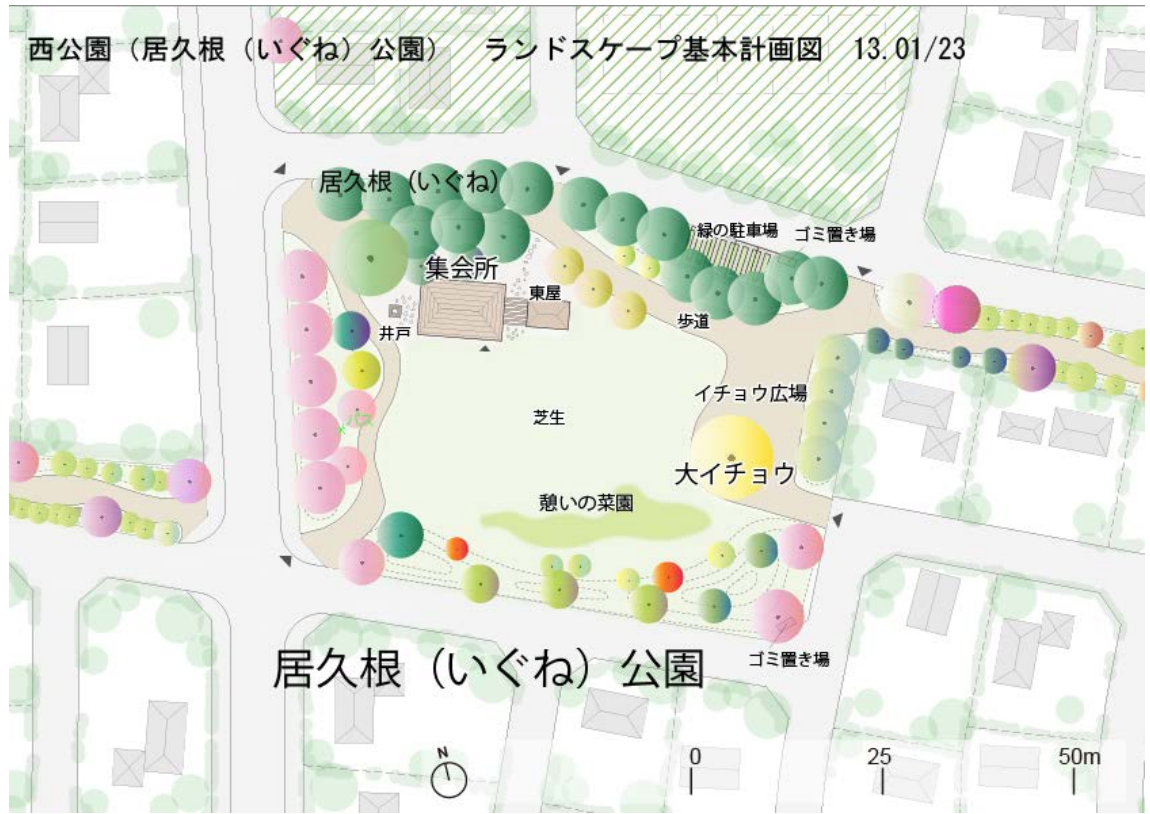 西公園（居久根（いぐね）公園）　ランドスケープ基本計画図　13.01/23
居久根（いぐね）
緑の駐車場
ゴミ置き場
集会所
東屋
井戸
歩道
イチョウ広場
芝生
バス
大イチョウ
憩いの菜園
居久根（いぐね）公園
ゴミ置き場
N
0
25
50m